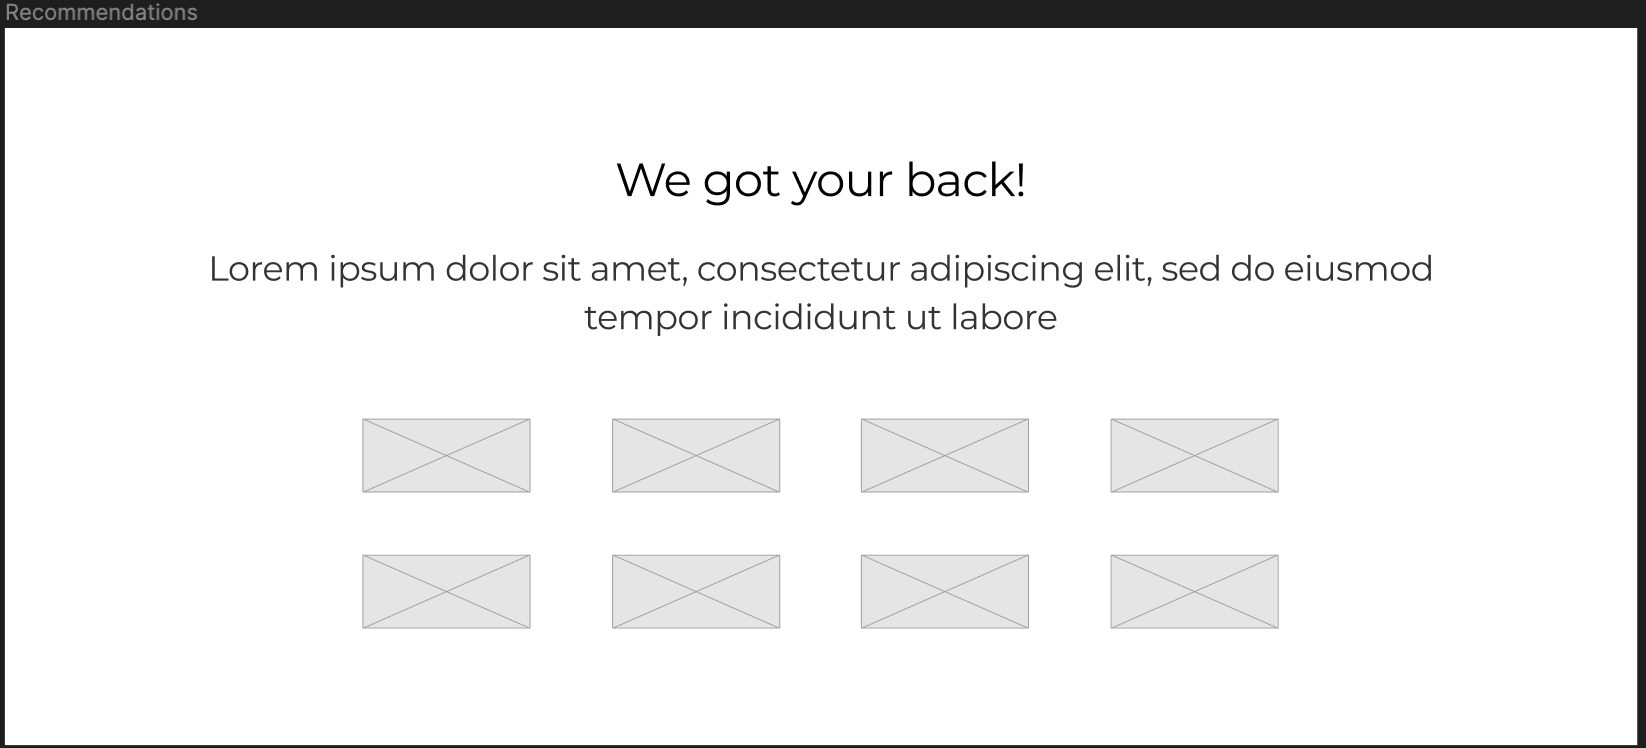 Recommendations
We got your back!
Lorem ipsum dolor sit amet, consectetur adipiscing elit, sed do eiusmod
tempor incididunt ut labore